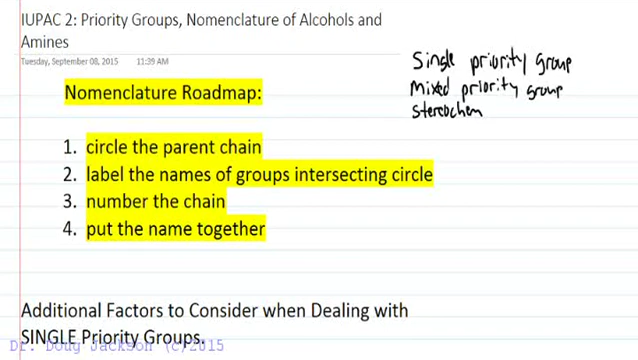 IUPAC 2: Priority Groups, Nomenclature of Alcohols and
Amines
Tuesday, September 08, 2015 11:39 AM
Single priority group
mixed priority group
stereochem
Nomenclature Roadmap:
1. circle the parent chain
2. label the names of groups intersecting circle
3. number the chain
4. put the name together
Additional Factors to Consider when Dealing with
SINGLE Priority Groups.
Dr. Doug Jackson (c)2015